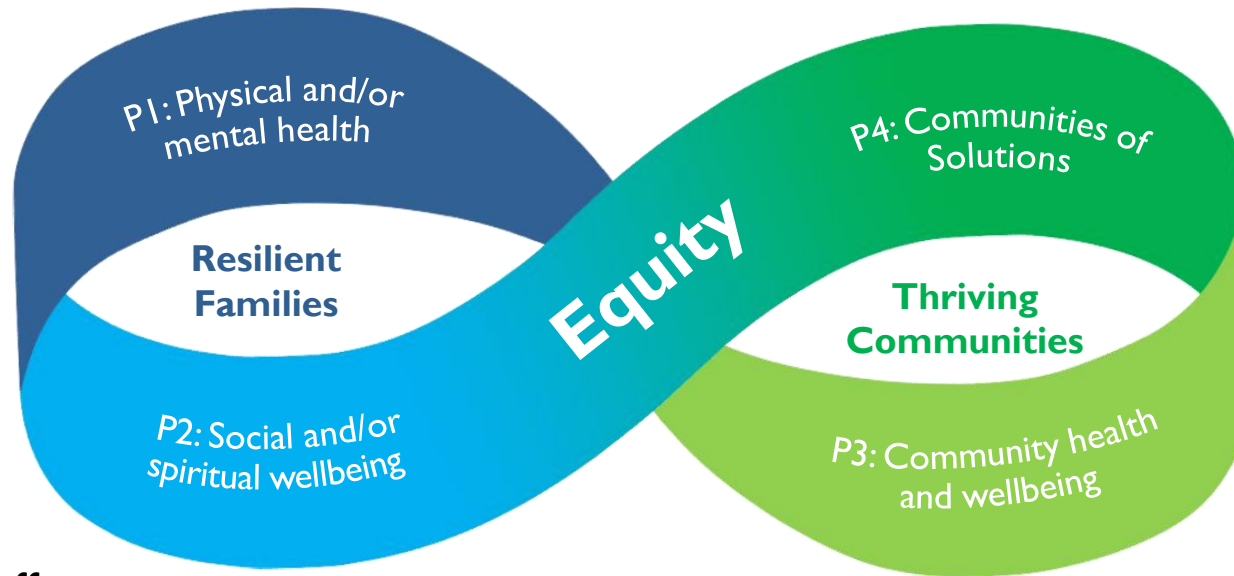 P1: Physical and/or
mental health
Resilient
Families
P2: Social and/or
spiritual wellbeing
Equity
P4: Communities of
Solutions
Thriving
Communities
P3: Community health
and wellbeing